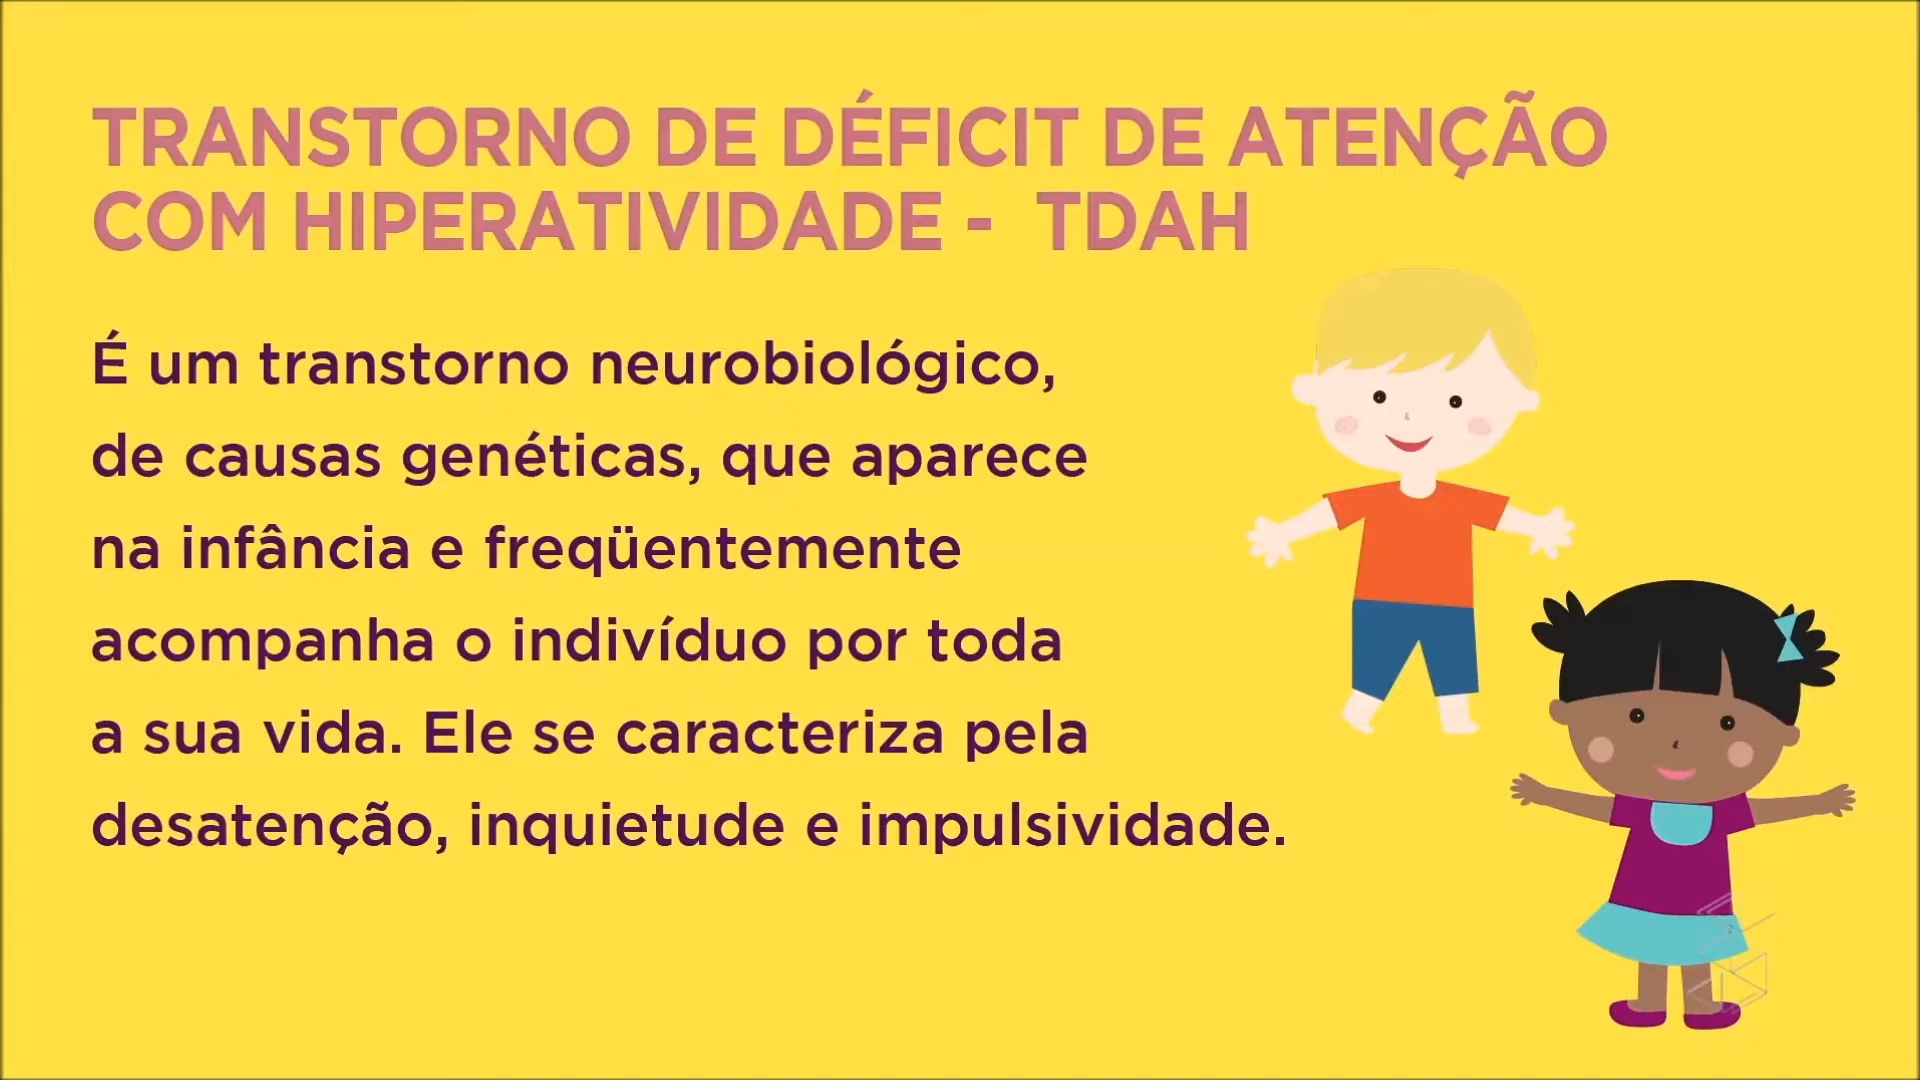 TRANSTORNO DE DÉFICIT DE ATENÇÃO
COM HIPERATIVIDADE - TDAH
É um transtorno neurobiológico,
de causas genéticas, que aparece
na infância e freqüentemente
acompanha o indivíduo por toda
a sua vida. Ele se caracteriza pela
desatenção, inquietude e impulsividade.